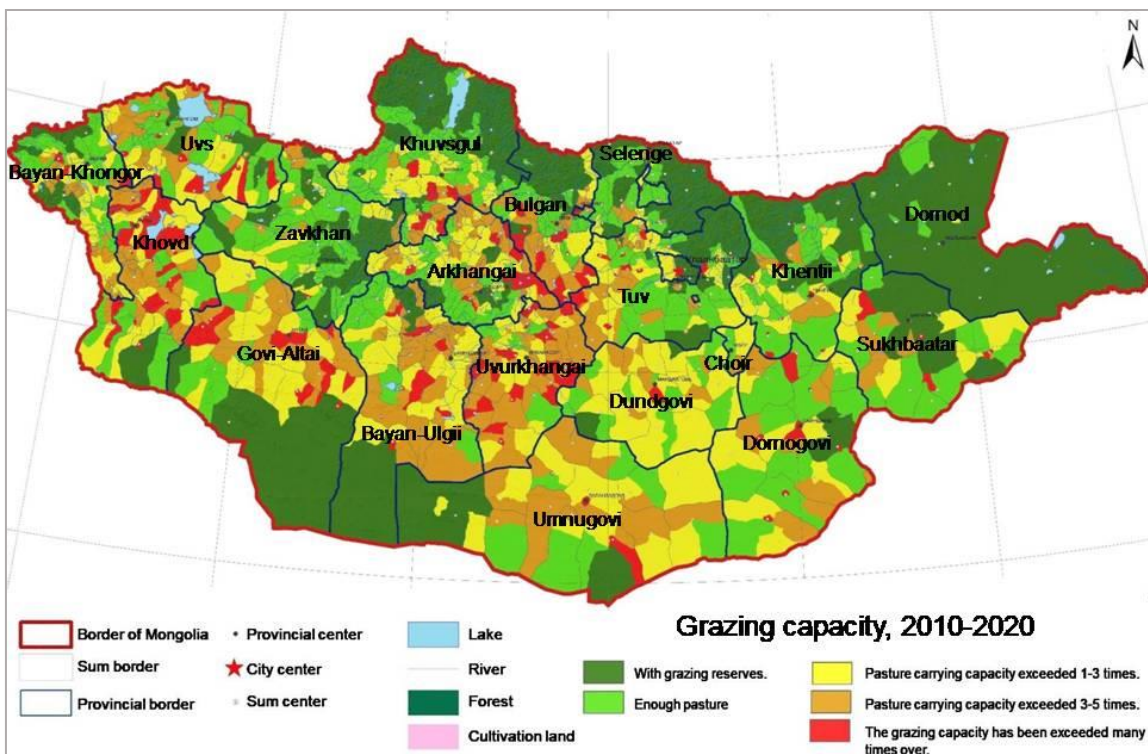 N
Uvs
Khuvsgul
Selenge
Bayan-Khongor
Bulgan
Dornod
Khovd
Zavkhan
Arkhangai
Khentii
Tuv
Govi-Altai
Uvurkhangai
Choir
Sukhbaatar
Dundgovi
Bayan-Ulgii
Dornogovi
Umnugovi
Grazing capacity, 2010-2020
Border of Mongolia
Provincial center
Lake
Sum border
City center
River
With grazing reserves.
Pasture carrying capacity exceeded 1-3 times.
Provincial border
Sum center
Forest
Enough pasture
Pasture carrying capacity exceeded 3-5 times.
Cultivation land
The grazing capacity has been exceeded many
times over.